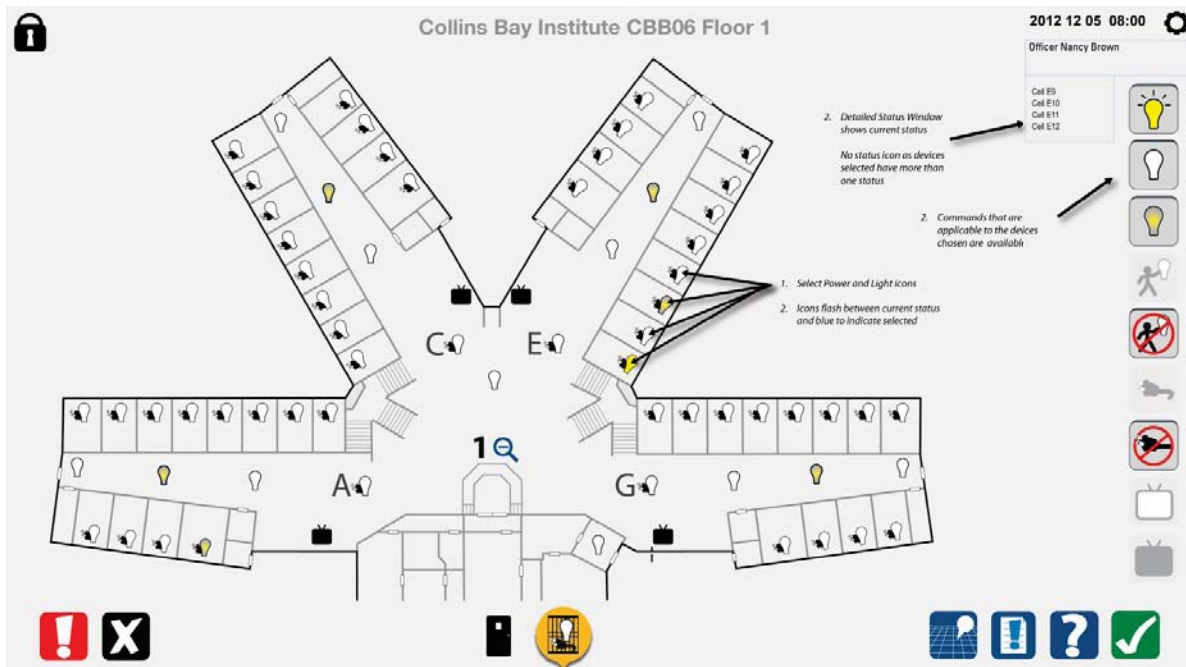 Collins Bay Institute CBB06 Floor 1
2012 12 05 08:00
Officer Nancy Brown
Cell E9
Cell E10
Cell E11
Cell E12
2. Detailed Status Window
shows current status
No status icon as devices
selected have more than
one status
2. Commands that are
applicable to the deices
chosen are availabl
1. Select Power and Light icons
2. Icons flash between current status
and blue to indicate selected
C
E
1
A
G